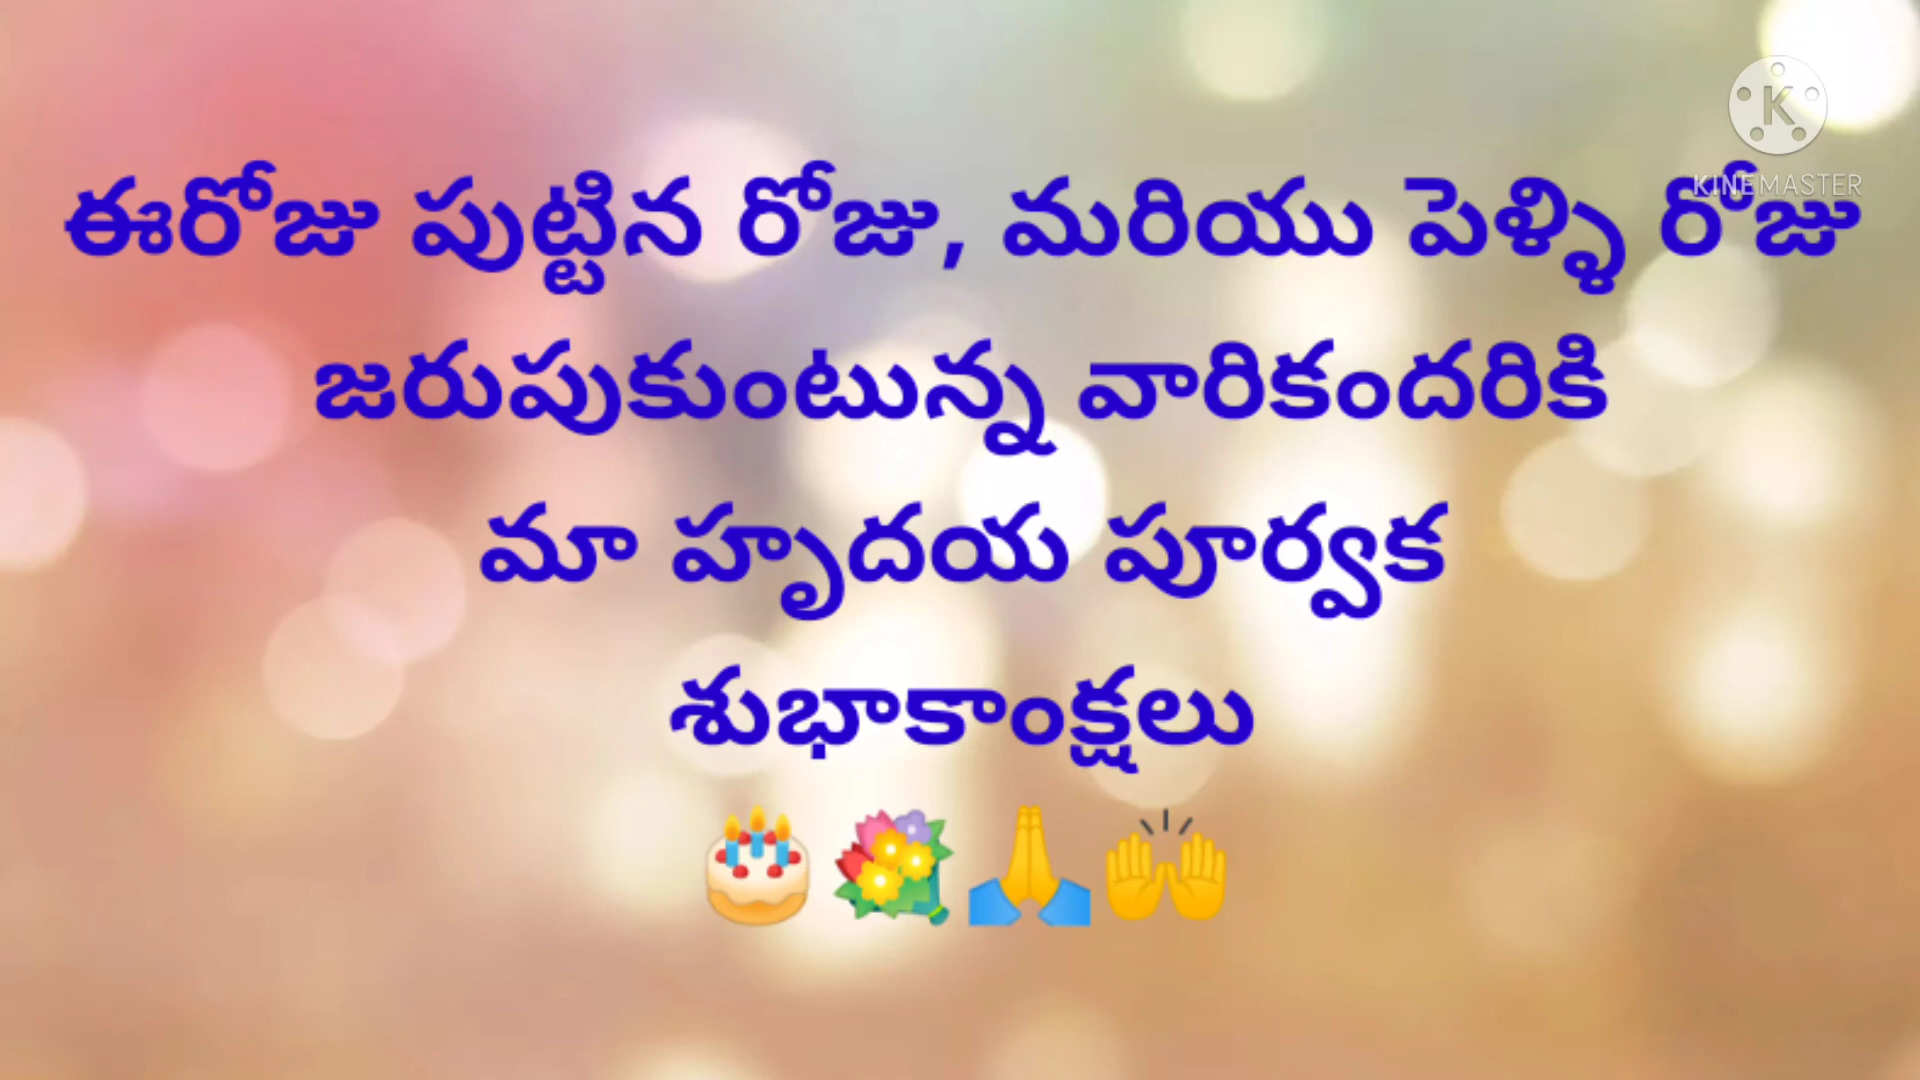 KINEMASTER
ఈరోజు పుట్టిన రోజు, మరియు పెళ్ళి రోజు
జరుపుకుంటున్న వారికందరికి
మా హృదయ పూర్వక
శుభాకాంక్షలు
🎂💐🙏🙌